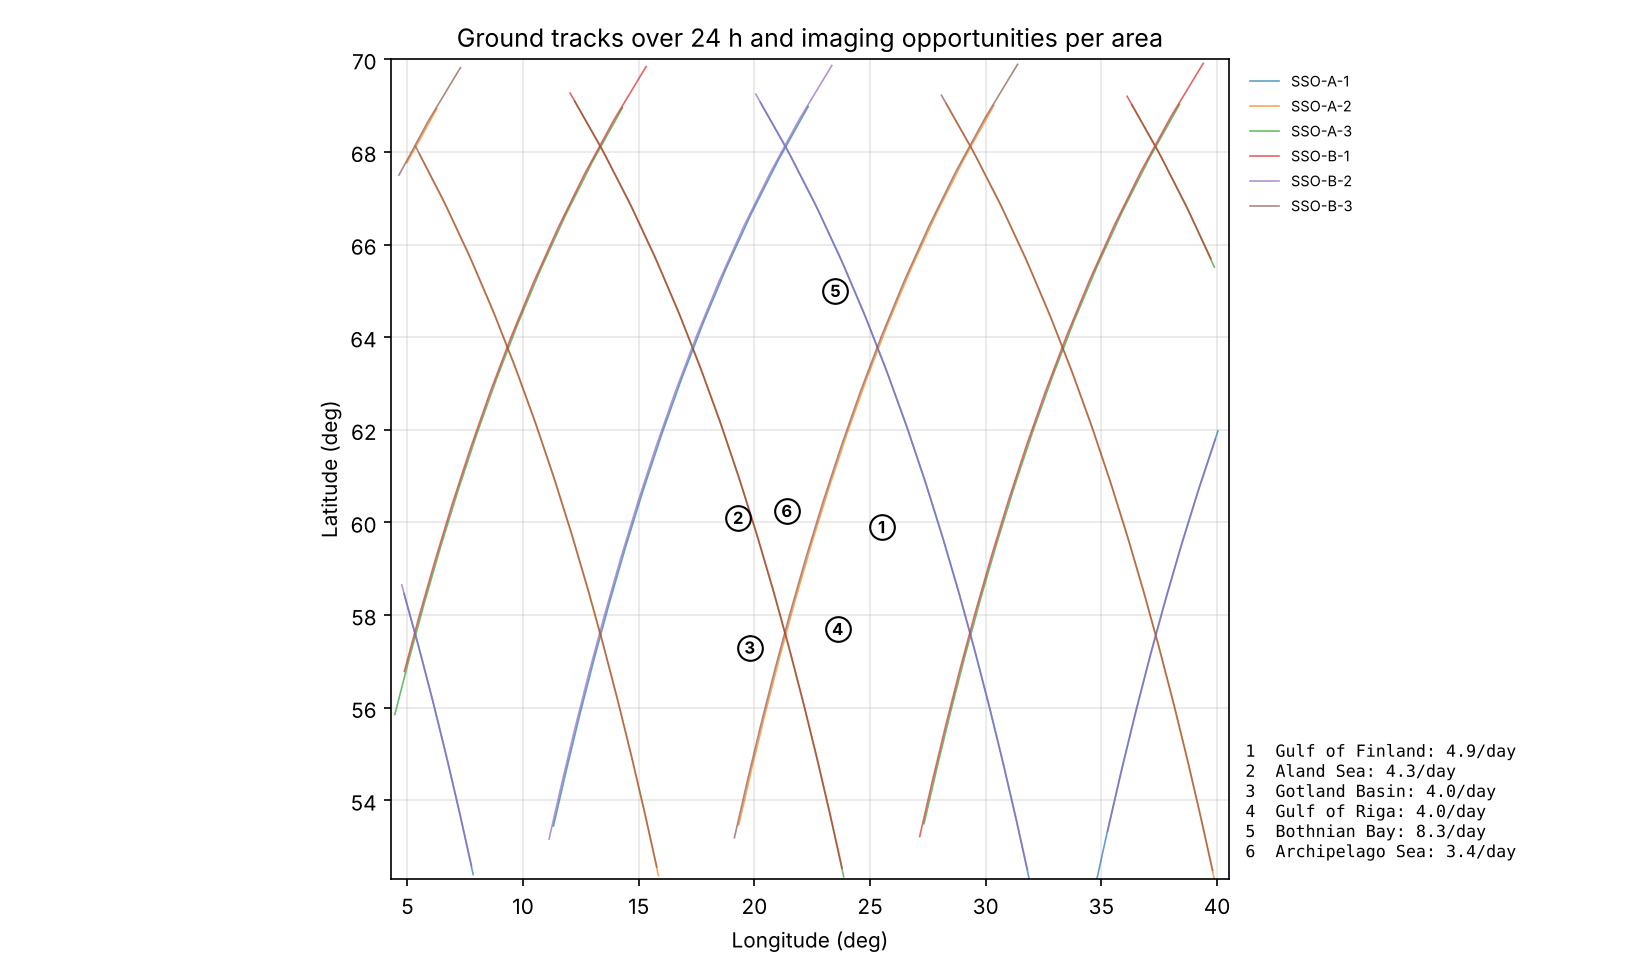 Ground tracks over 24 h and imaging opportunities per area
70
68
66
64
62
60
58
56
54
Latitude (deg)
5
2
6
1
4
3
5 10 15 20 25 30 35 40
Longitude (deg)
SSO-A-1
SSO-A-2
SSO-A-3
SSO-B-1
SSO-B-2
SSO-B-3
1 Gulf of Finland: 4.9/day
2 Aland Sea: 4.3/day
3 Gotland Basin: 4.0/day
4 Gulf of Riga: 4.0/day
5 Bothnian Bay: 8.3/day
6 Archipelago Sea: 3.4/day